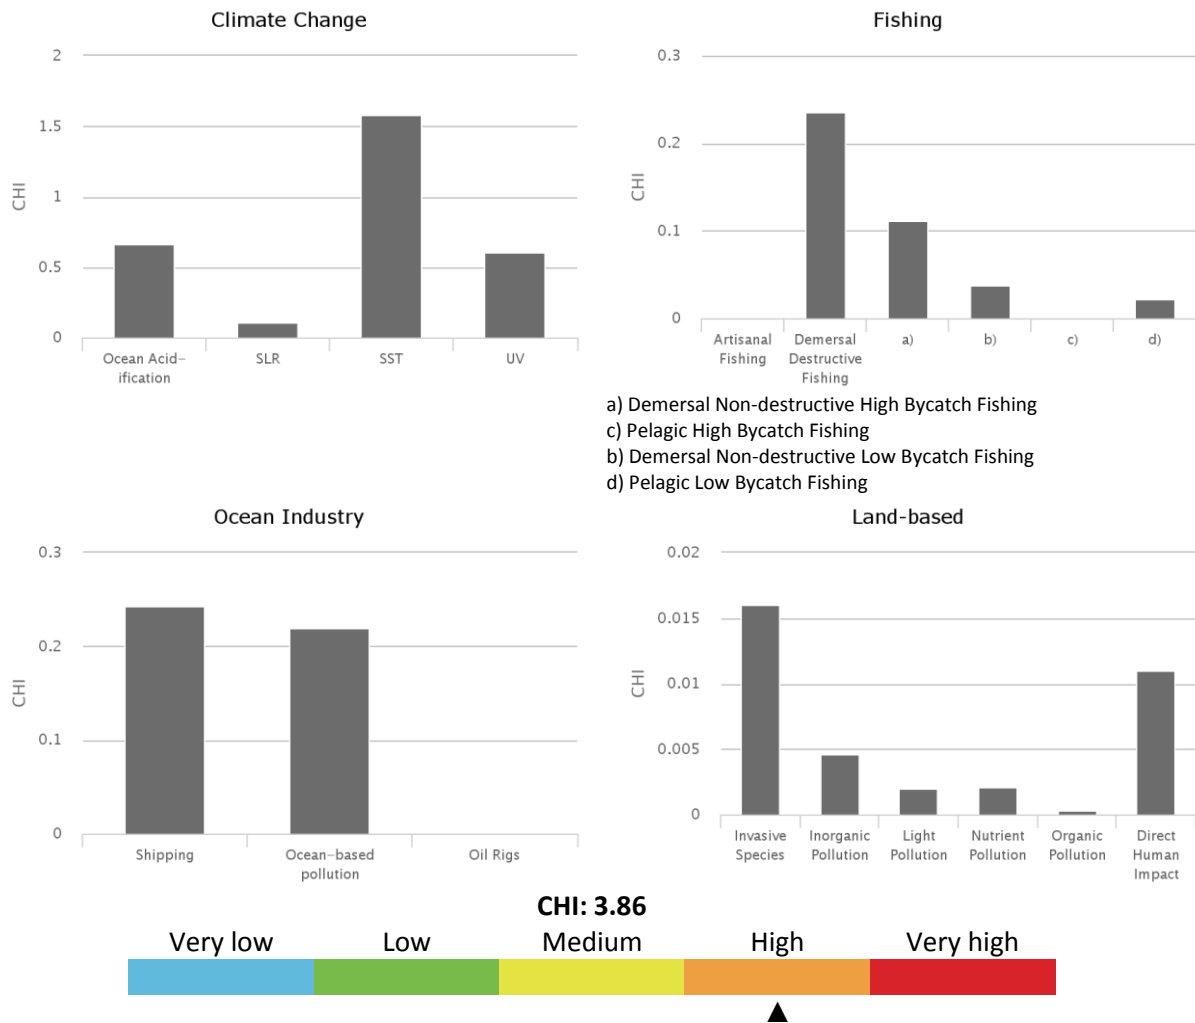 Climate Change
2
1.5
1
0.5
0
CHI
Ocean Acid-
ification
SLR
SST
UV
Fishing
0.3
0.2
0.1
0
CHI
Artisanal
Fishing
Demersal
Destructive
Fishing
a)
b)
c)
d)
a) Demersal Non-destructive High Bycatch Fishing
c) Pelagic High Bycatch Fishing
b) Demersal Non-destructive Low Bycatch Fishing
d) Pelagic Low Bycatch Fishing
Ocean Industry
0.3
0.2
0.1
0
CHI
Shipping
Ocean-based
pollution
Oil Rigs
Land-based
0.02
0.015
0.01
0.005
0
CHI
Invasive
Species
Inorganic
Pollution
Light
Pollution
Nutrient
Pollution
Organic
Pollution
Direct
Human
Impact
CHI: 3.86
Very low
Low
Medium
High
Very high